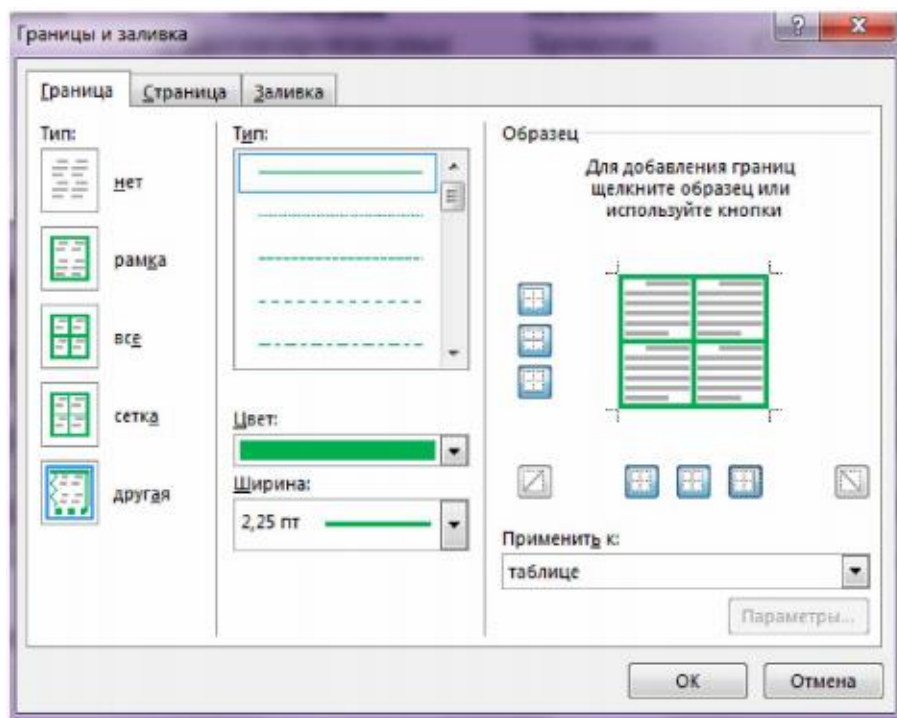 Границы и заливка
Граница
Страница
Заливка
Тип:
нет
рамка
все
сетка
другая
Тип:
Цвет:
Ширина:
2,25 пт
Образец
Для добавления границ
щелкните образец или
используйте кнопки
Применить к:
таблице
Параметры...
ОК
Отмена